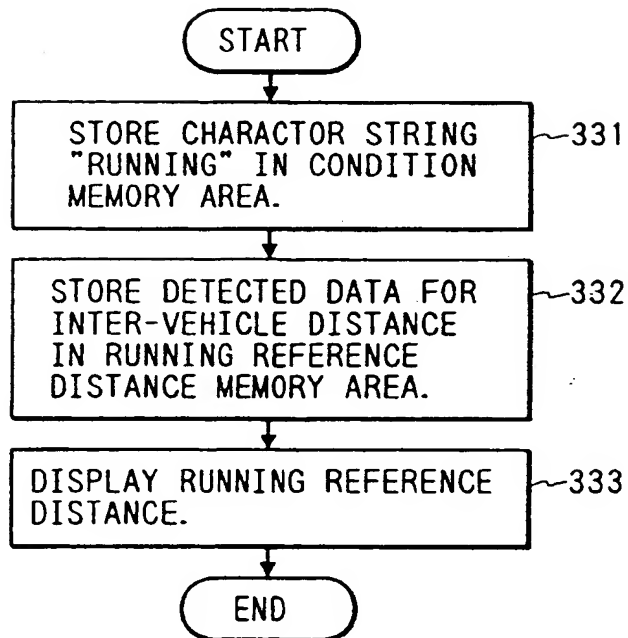 START
STORE CHARACTOR STRING
"RUNNING" IN CONDITION
MEMORY AREA.
331
STORE DETECTED DATA FOR
INTER-VEHICLE DISTANCE
IN RUNNING REFERENCE
DISTANCE MEMORY AREA.
332
DISPLAY RUNNING REFERENCE
DISTANCE.
333
END